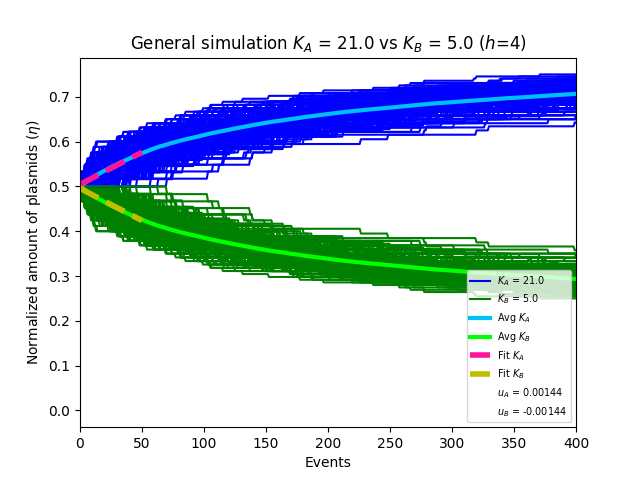 General simulation K_A = 21.0 vs K_B = 5.0 (h=4)
Normalized amount of plasmids (η)
0.7
0.6
0.5
0.4
0.3
0.2
0.1
0.0
K_A = 21.0
K_B = 5.0
Avg K_A
Avg K_B
Fit K_A
Fit K_B
u_A = 0.00144
u_B = -0.00144
0 50 100 150 200 250 300 350 400
Events